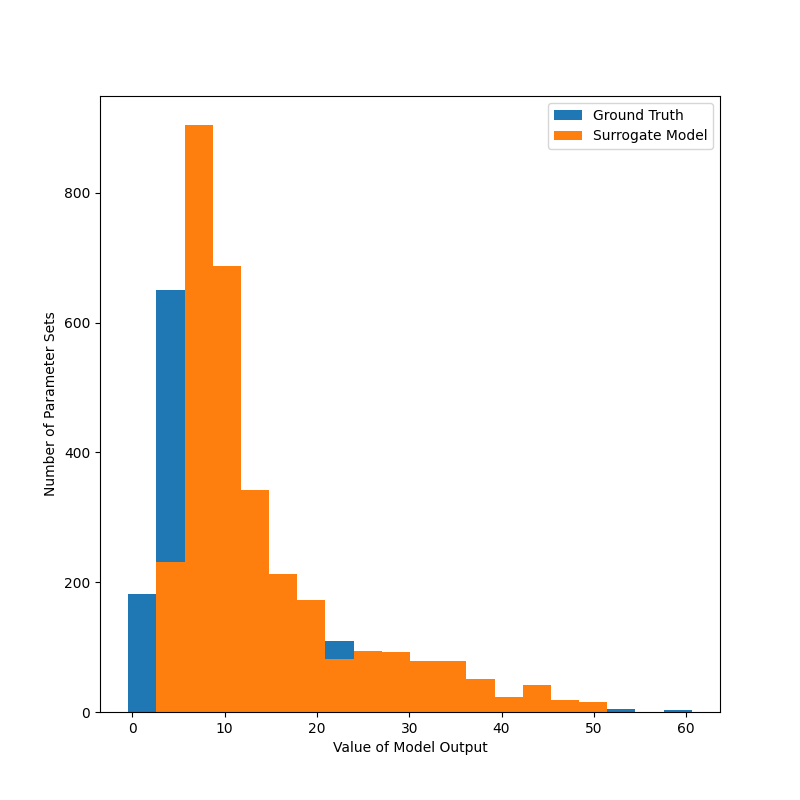 Ground Truth
Surrogate Model
800
600
400
200
0
Number of Parameter Sets
0 10 20 30 40 50 60
Value of Model Output